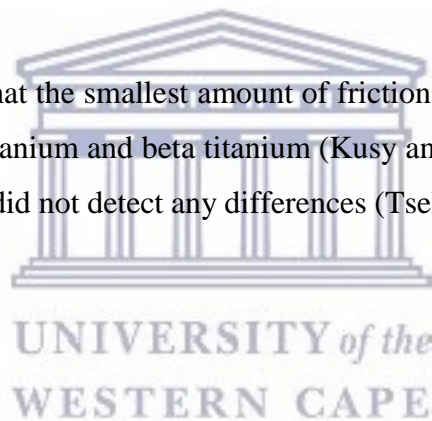 hat the smallest amount of friction
anium and beta titanium (Kusy an
did not detect any differences (Tse
UNIVERSITY of the
WESTERN CAPE